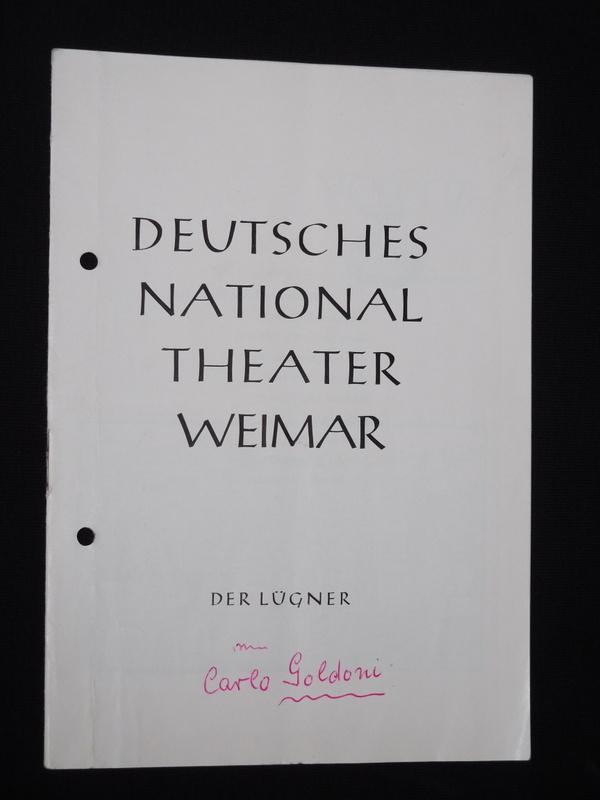 DEUTSCHES
NATIONAL
THEATER
WEIMAR
DER LÜGNER
Carlo Goldoni